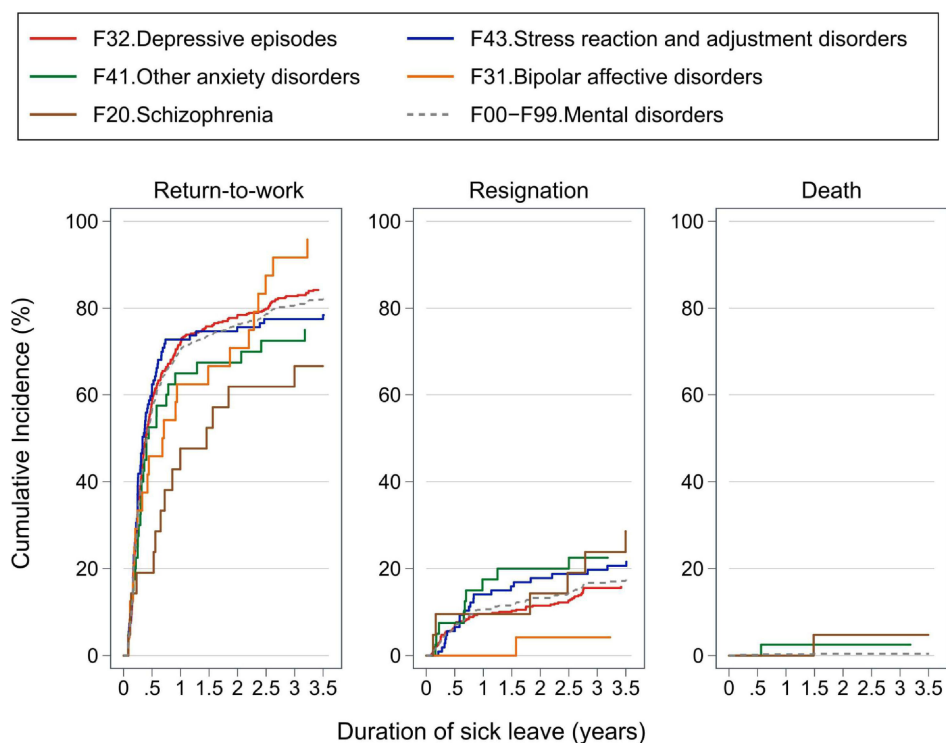 F32.Depressive episodes
F43.Stress reaction and adjustment disorders
F41.Other anxiety disorders
F31.Bipolar affective disorders
F20.Schizophrenia
F00−F99.Mental disorders
Return-to-work
Resignation
Death
Cumulative Incidence (%)
100
80
60
40
20
0
0 .5 1 1.5 2 2.5 3 3.5
100
80
60
40
20
0
0 .5 1 1.5 2 2.5 3 3.5
100
80
60
40
20
0
0 .5 1 1.5 2 2.5 3 3.5
Duration of sick leave (years)